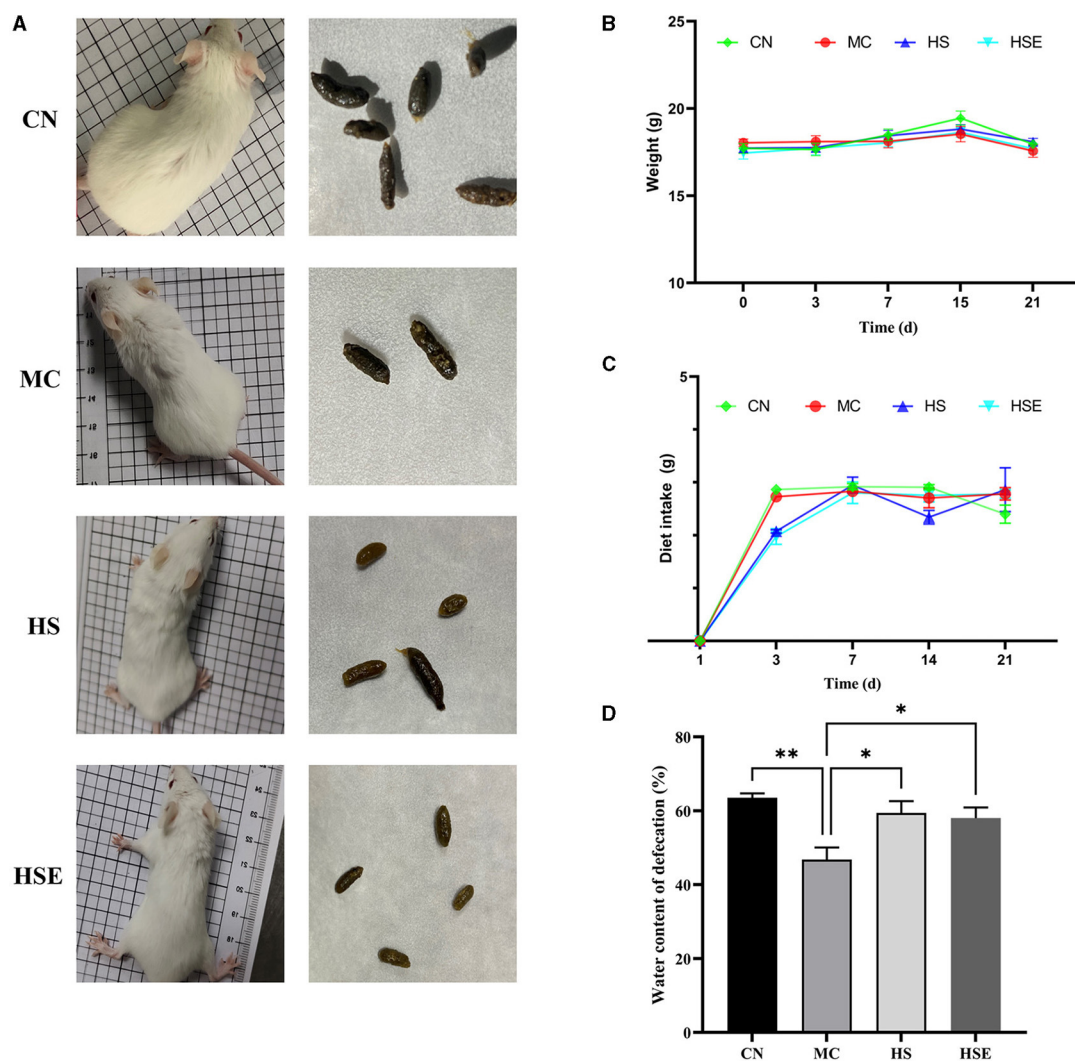 A
CN
MC
HS
HSE
B
CN MC HS HSE
Weight (g)
25
20
15
10
0 3 7 15 21
Time (d)
C
CN MC HS HSE
Diet intake (g)
5
1 3 7 14 21
Time (d)
D
* 
** *
Water content of defecation (%)
80
60
40
20
0
CN MC HS HSE